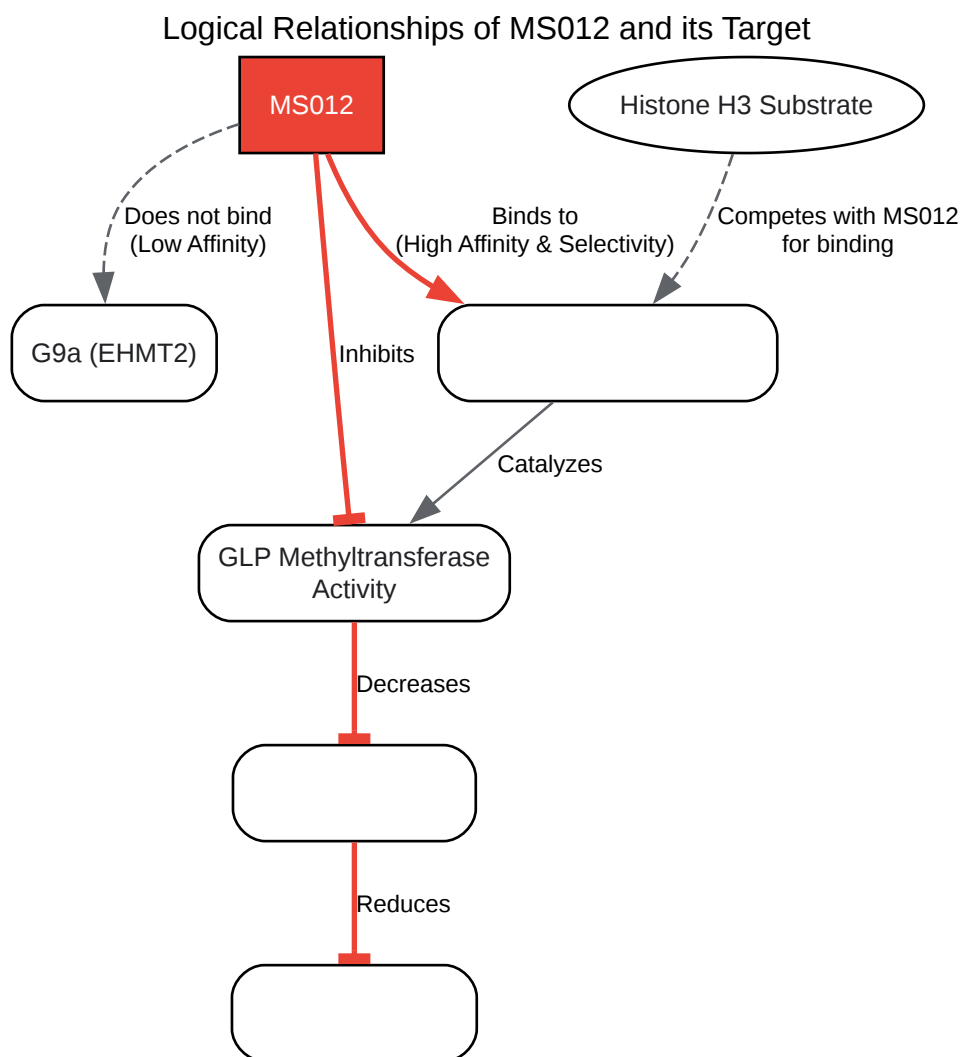 Logical Relationships of MS012 and its Target
MS012
Histone H3 Substrate
Does not bind
(Low Affinity)
Binds to
(High Affinity & Selectivity)
Competes with MS012
for binding
G9a (EHMT2)
Inhibits
Catalyzes
GLP Methyltransferase
Activity
Decreases
Reduces